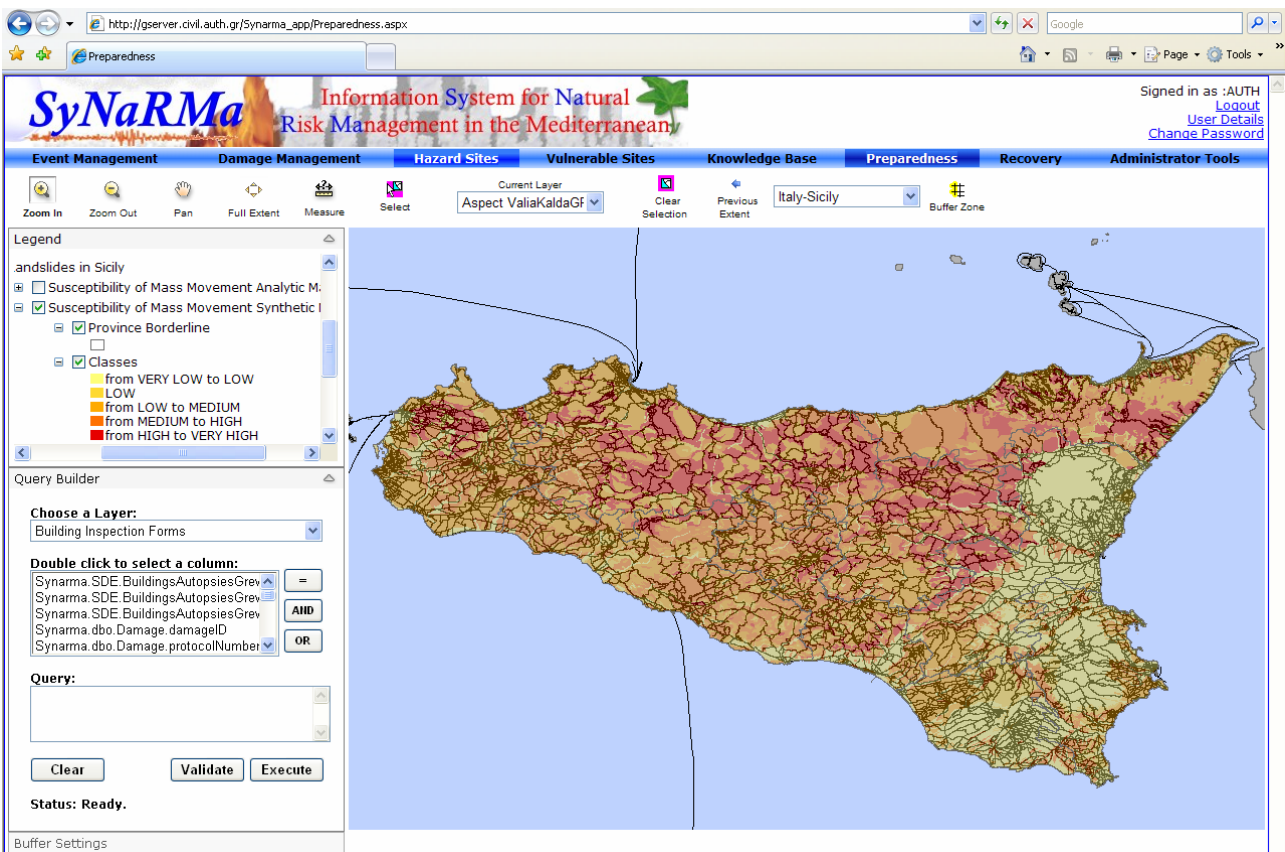 http://gserver.civil.auth.gr/Synarma_app/Preparedness.aspx
Google
Preparedness
Page
Tools
»
SyNaRMa
Information System for Natural
Risk Management in the Mediterranean
Signed in as :AUTH
Logout
User Details
Change Password
Event Management Damage Management Hazard Sites Vulnerable Sites Knowledge Base Preparedness Recovery Administrator Tools
Zoom In
Zoom Out
Pan
Full Extent
Measure
Select
Current Layer
Aspect ValiaKaldaGF
Clear
Selection
Previous
Extent
Italy-Sicily
Buffer Zone
Legend
andslides in Sicily
Susceptibility of Mass Movement Analytic M
Susceptibility of Mass Movement Synthetic
Province Borderline
Classes
from VERY LOW to LOW
LOW
from LOW to MEDIUM
from MEDIUM to HIGH
from HIGH to VERY HIGH
Query Builder
Choose a Layer:
Building Inspection Forms
Double click to select a column:
Synarma.SDE.BuildingsAutopsiesGrev
Synarma.SDE.BuildingsAutopsiesGrev
Synarma.SDE.BuildingsAutopsiesGrev
Synarma.dbo.Damage.damageID
Synarma.dbo.Damage.protocolNumber
=
AND
OR
Query:
Clear
Validate
Execute
Status: Ready.
Buffer Settings